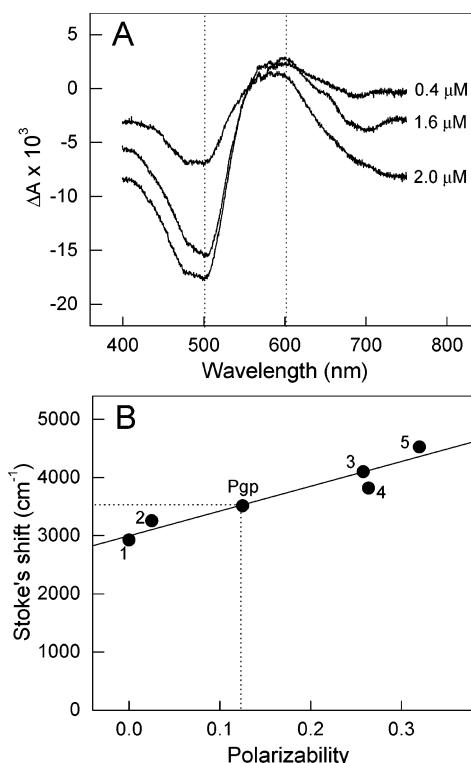 A
5
0
-5
-10
-15
-20
ΔA x 10³
0.4 μM
1.6 μM
2.0 μM
400 500 600 700 800
Wavelength (nm)
B
5000
4000
3000
2000
1000
0
Stoke's shift (cm⁻¹)
1
2
Pgp
3
4
5
0.0 0.1 0.2 0.3
Polarizability